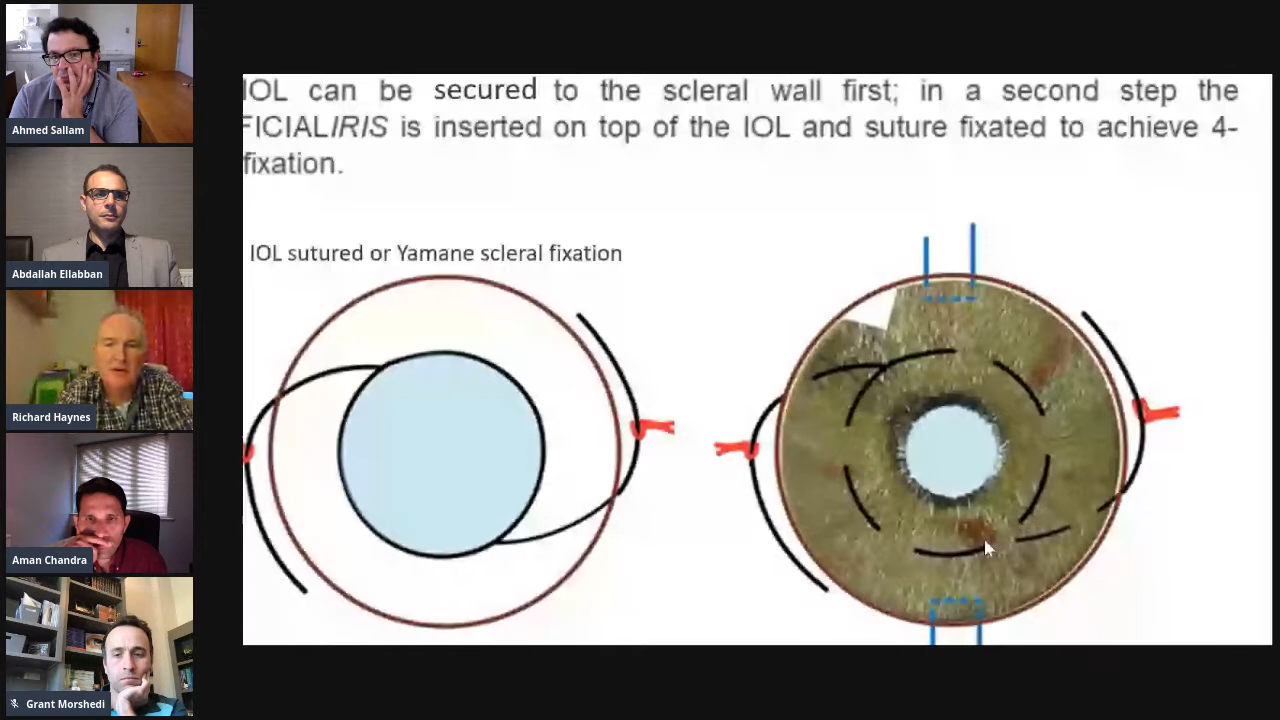 Ahmed Sallam
Abdallah Ellabban
Richard Haynes
Aman Chandra
Grant Morshedi
IOL can be secured to the scleral wall first; in a second step the
FICIALIRIS is inserted on top of the IOL and suture fixated to achieve 4-
fixation.
IOL sutured or Yamane scleral fixation